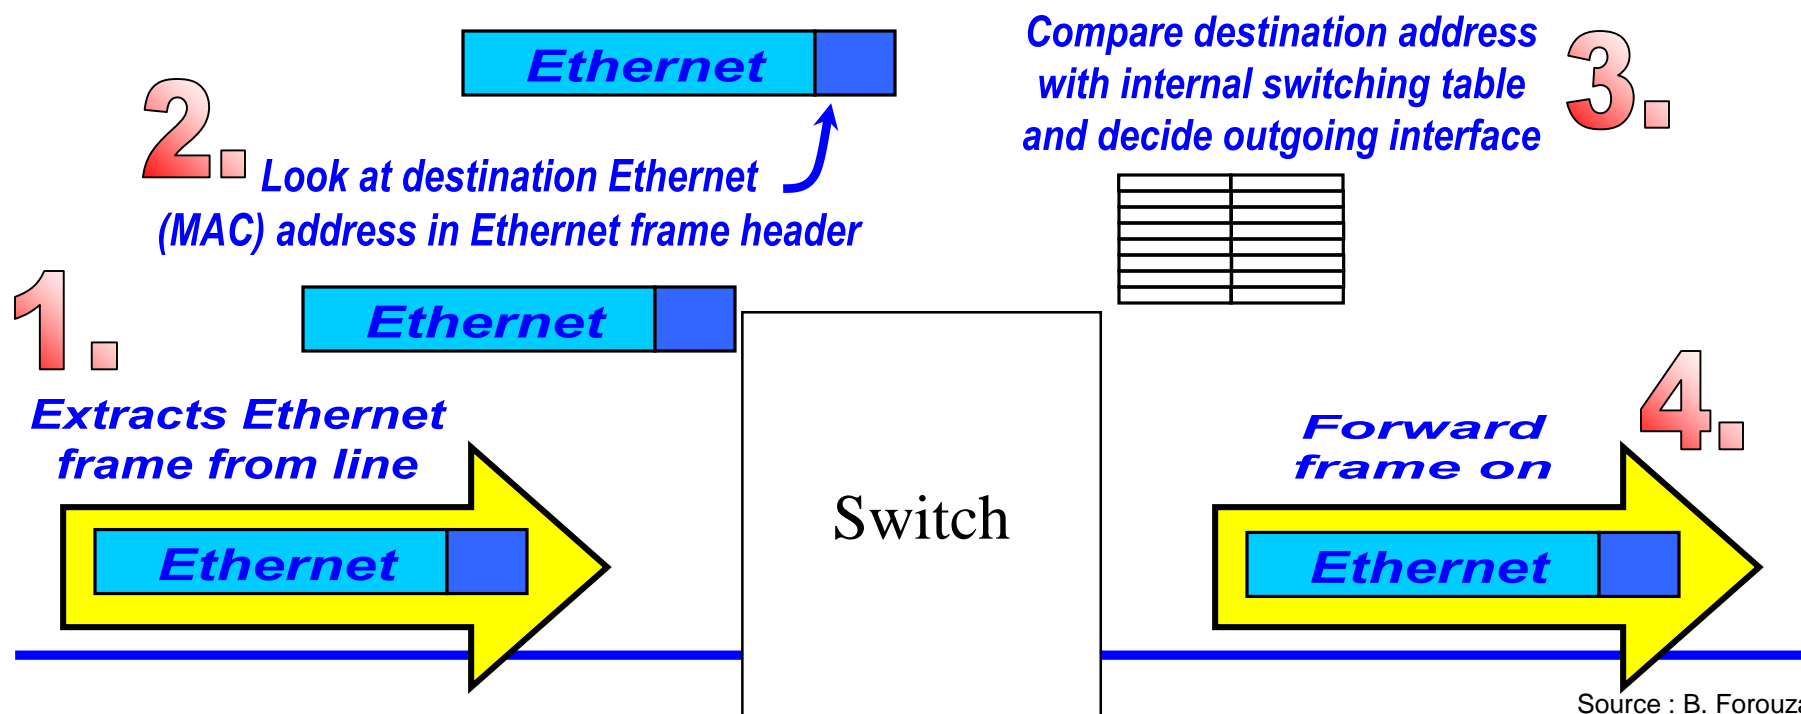 1.
Extracts Ethernet
frame from line
Ethernet
Ethernet
2.
Ethernet
Look at destination Ethernet
(MAC) address in Ethernet frame header
Switch
3.
Compare destination address
with internal switching table
and decide outgoing interface
4.
Forward
frame on
Ethernet
Source : B. Forouza